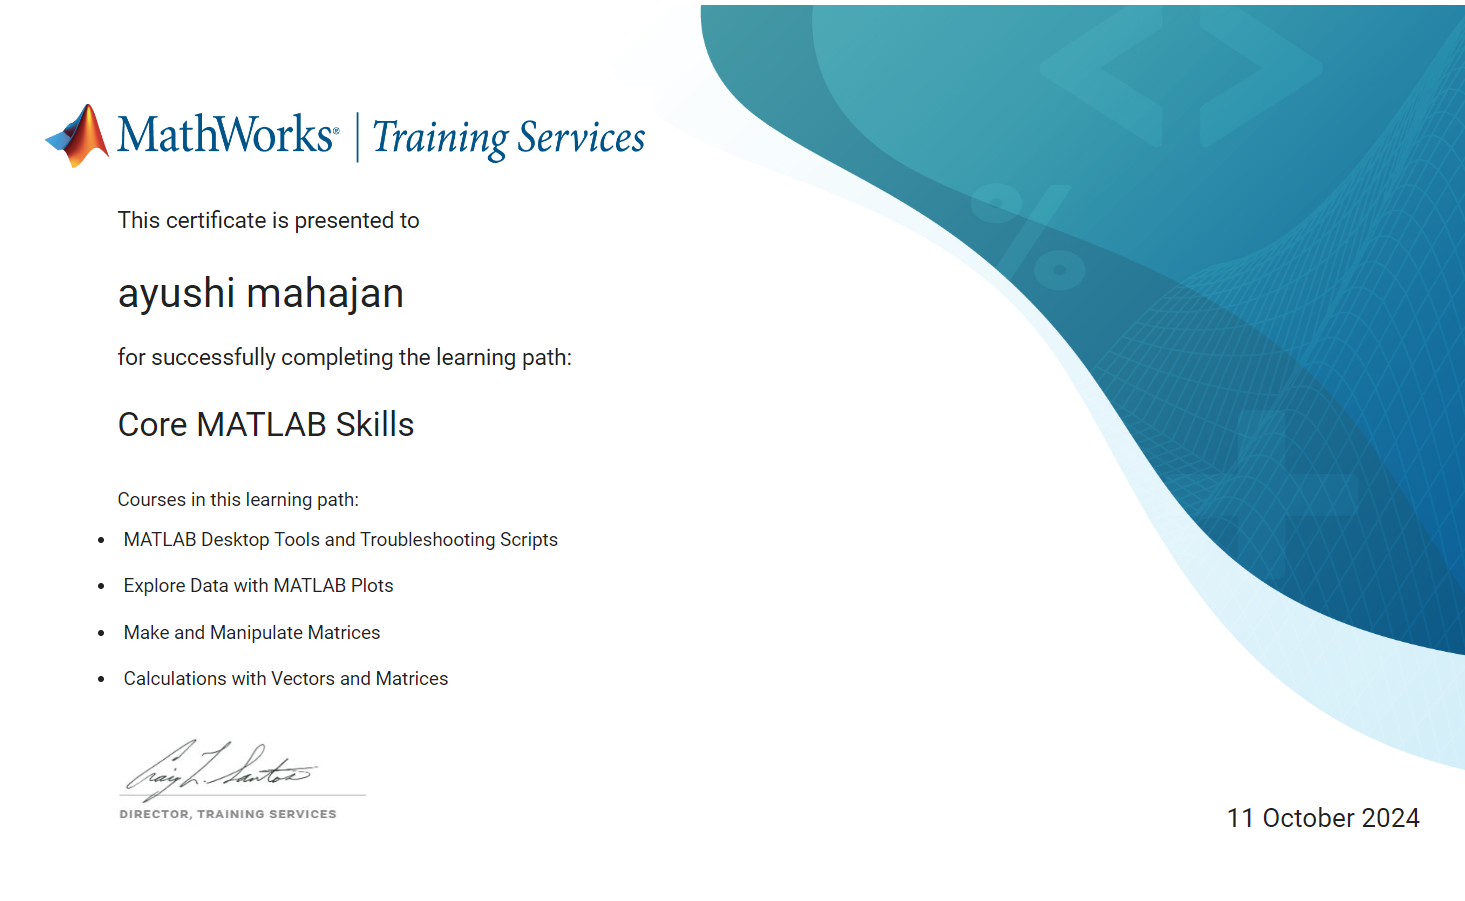 MathWorks® | Training Services
This certificate is presented to
ayushi mahajan
for successfully completing the learning path:
Core MATLAB Skills
Courses in this learning path:
• MATLAB Desktop Tools and Troubleshooting Scripts
• Explore Data with MATLAB Plots
• Make and Manipulate Matrices
• Calculations with Vectors and Matrices
Craig L. Santos
DIRECTOR, TRAINING SERVICES
11 October 2024
%